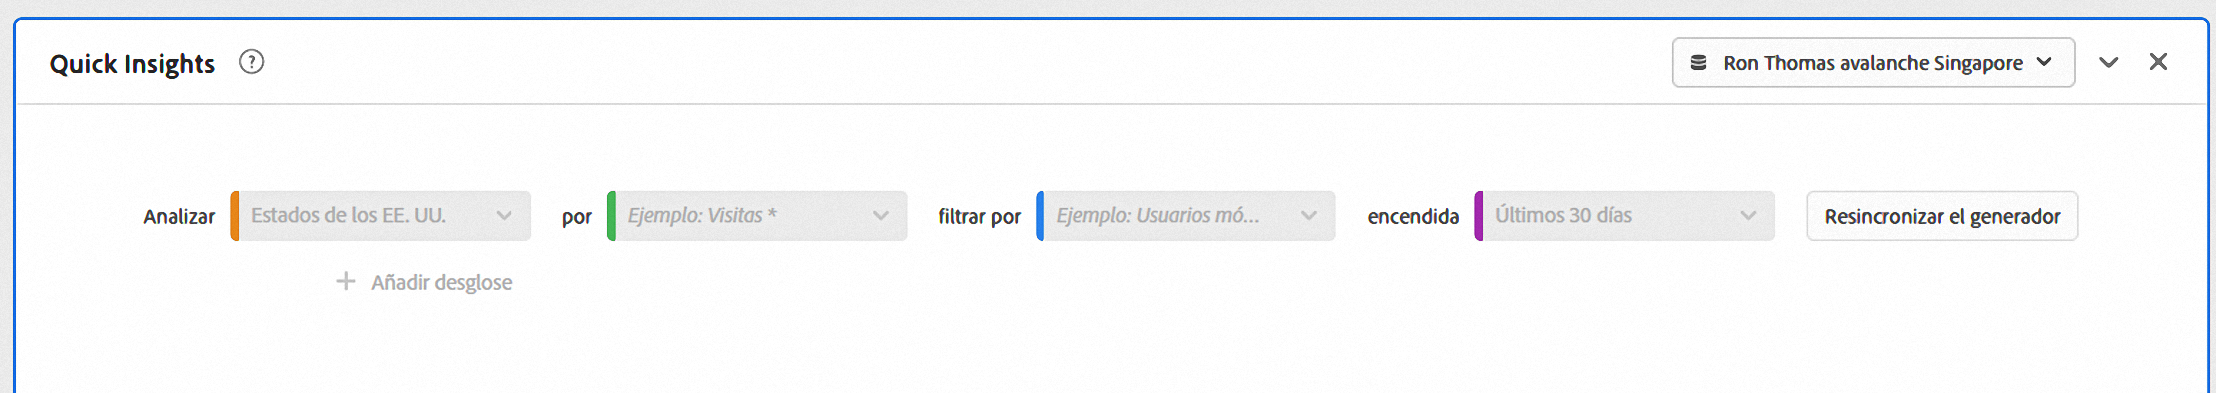 Quick Insights ? Ron Thomas avalanche Singapore
Analizar Estados de los EE. UU. por Ejemplo: Visitas * filtrar por Ejemplo: Usuarios mó... encendida Últimos 30 días Resincronizar el generador
+ Añadir desglose